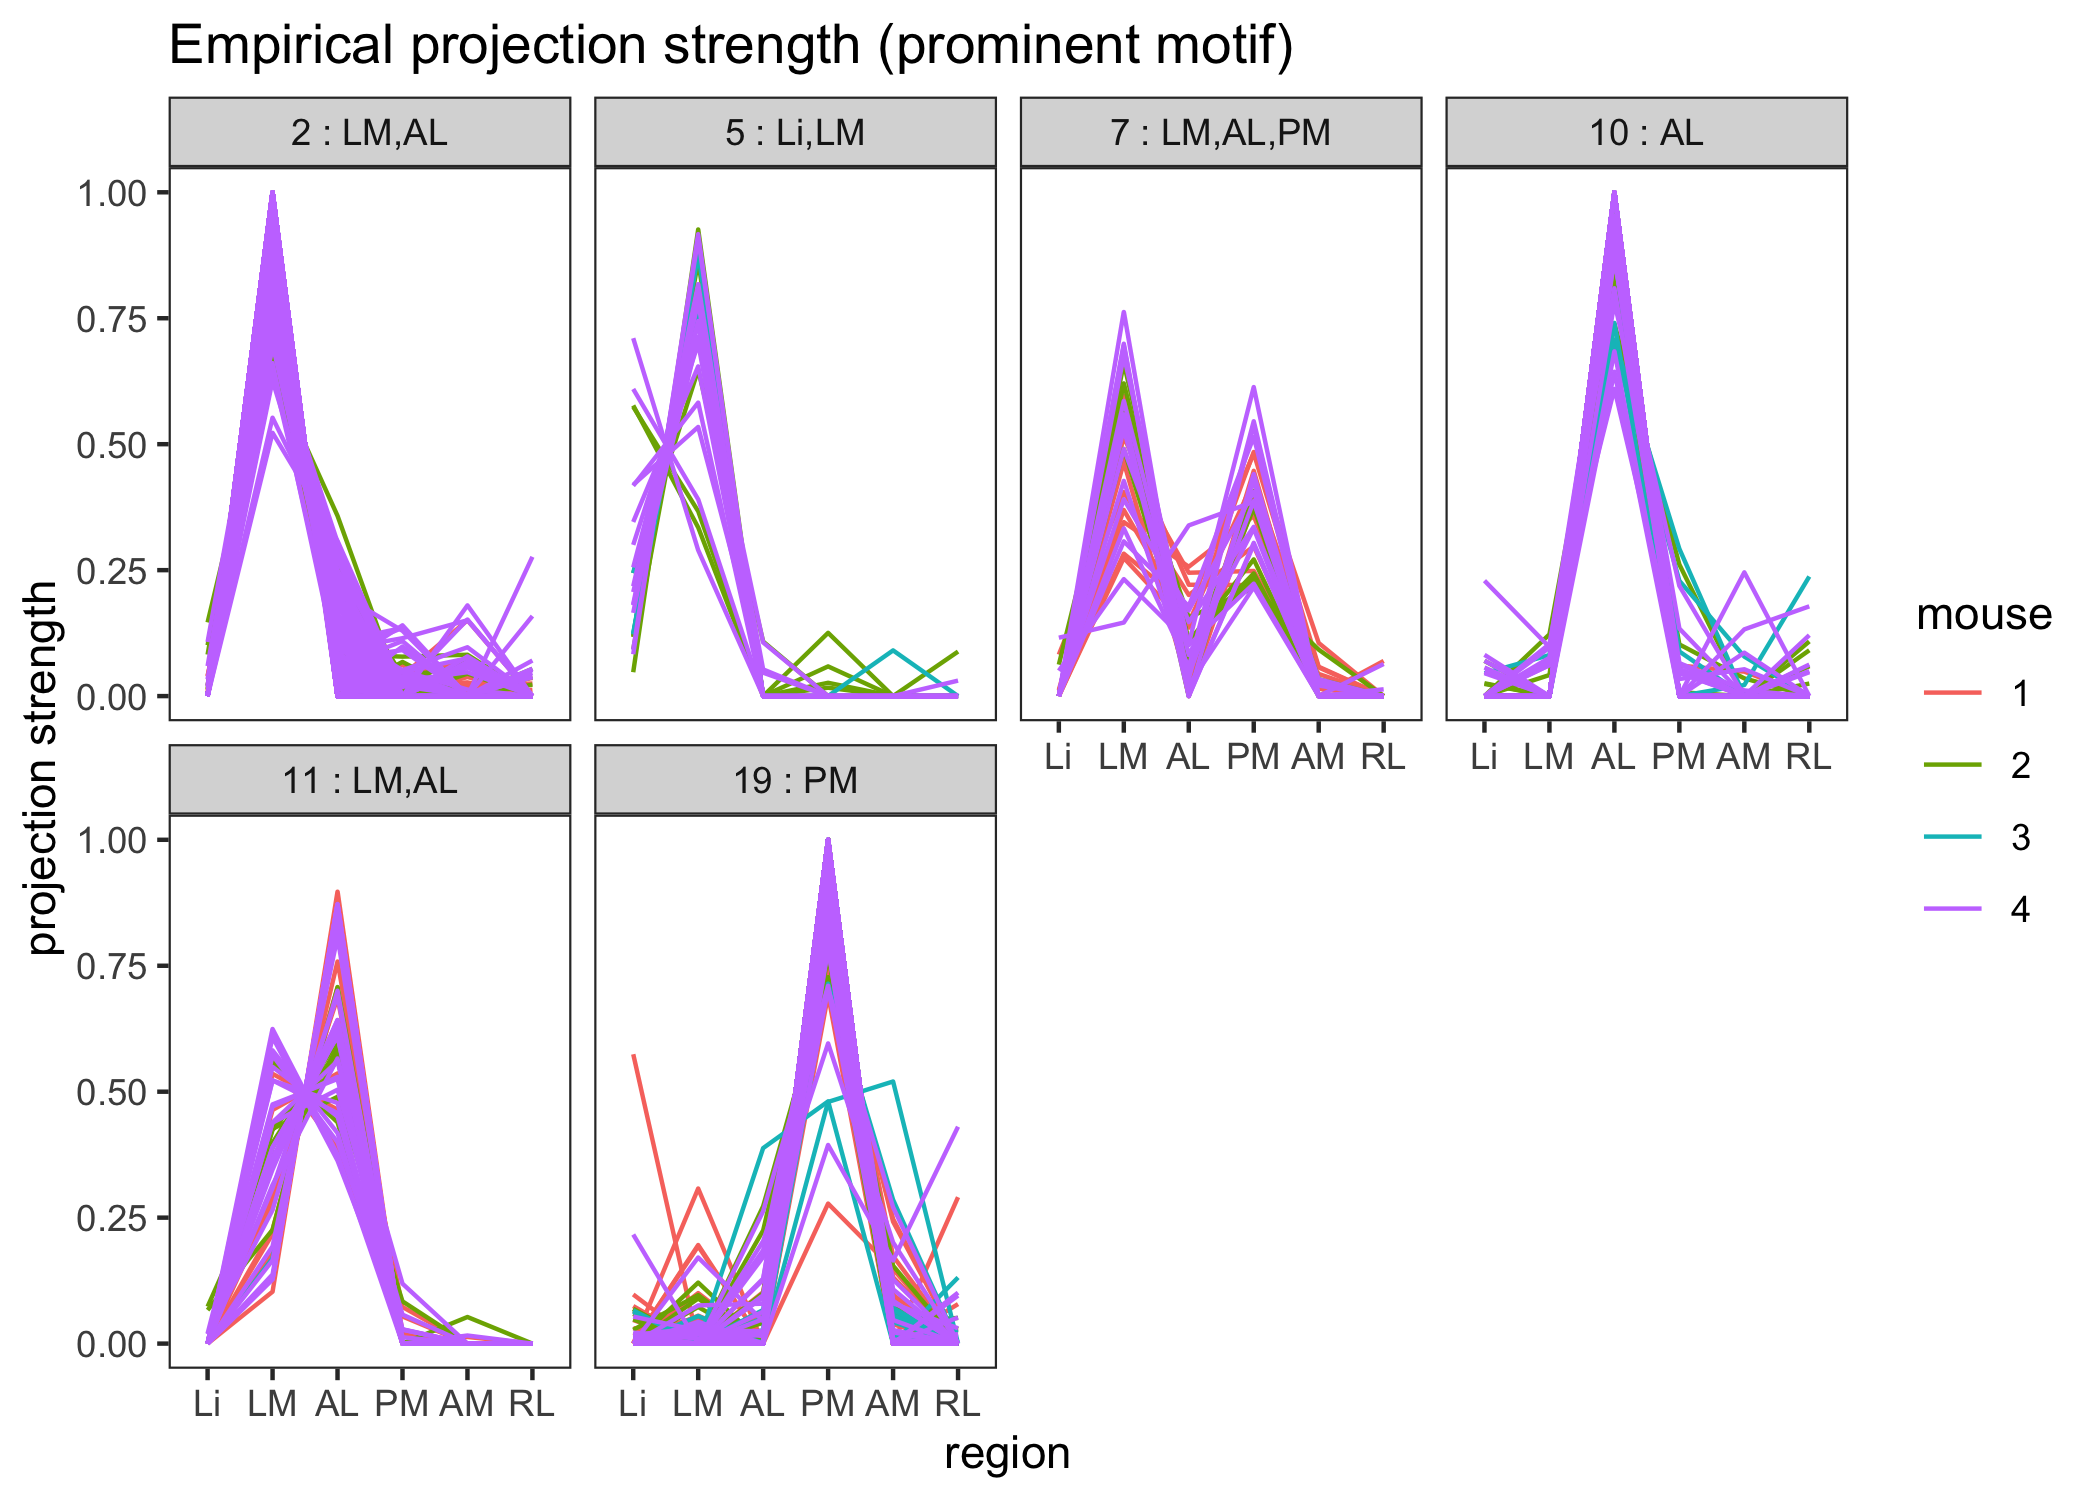 Empirical projection strength (prominent motif)
2 : LM,AL
5 : Li,LM
7 : LM,AL,PM
10 : AL
1.00
0.75
0.50
0.25
0.00
Li LM AL PM AM RL
Li LM AL PM AM RL
11 : LM,AL
19 : PM
1.00
0.75
0.50
0.25
0.00
Li LM AL PM AM RL
Li LM AL PM AM RL
region
projection strength
mouse
1
2
3
4